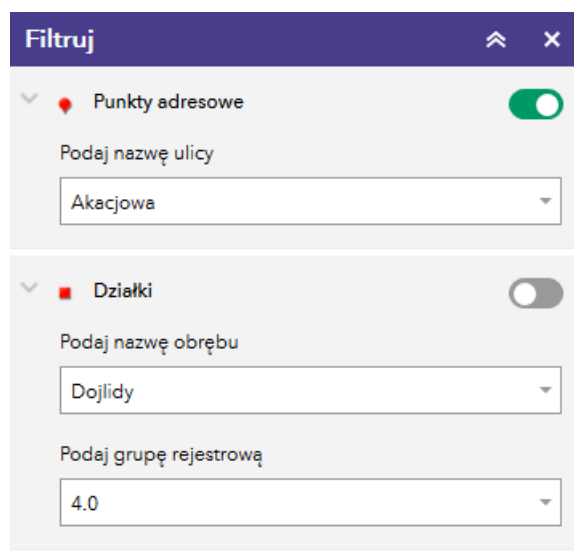 Filtruj
Punkty adresowe
Podaj nazwę ulicy
Akacjowa
Działki
Podaj nazwę obrębu
Dojlidy
Podaj grupę rejestrową
4.0